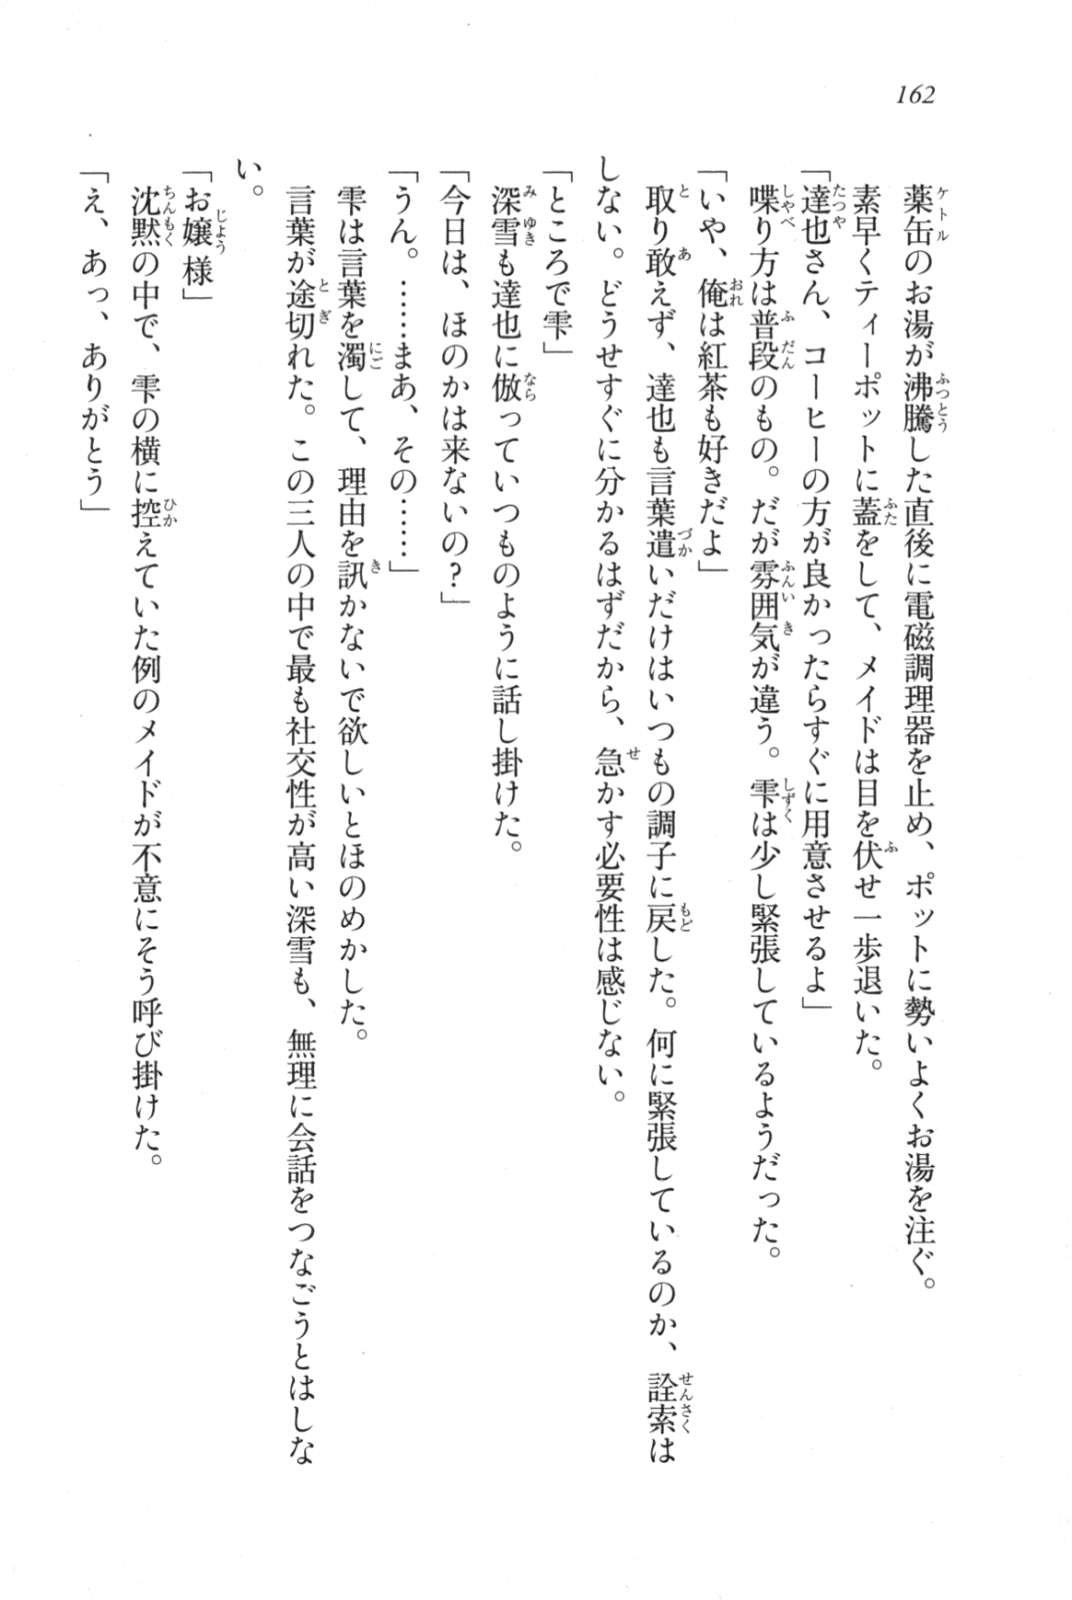 162
薬缶のお湯が沸騰した直後に電磁調理器を止め、ポットに勢いよくお湯を注ぐ。
素早くティーポットに蓋をして、メイドは目を伏せ一歩退いた。
「達也さん、コーヒーの方が良かったらすぐに用意させるよ」
喋り方は普段のもの。だが雰囲気が違う。雫は少し緊張しているようだった。
「いや、俺は紅茶も好きだよ」
取り敢えず、達也も言葉遣いだけはいつもの調子に戻した。何に緊張しているのか、詮索は
しない。どうせすぐに分かるはずだから、急かす必要性は感じない。
「ところで雫」
深雪も達也に倣っていつものように話し掛けた。
「今日は、ほのかは来ないの？」
「うん。……まあ、その……」
雫は言葉を濁して、理由を訊かないで欲しいとほのめかした。
言葉が途切れた。この三人の中で最も社交性が高い深雪も、無理に会話をつなごうとはしな
い。
「お嬢様」
沈黙の中で、雫の横に控えていた例のメイドが不意にそう呼び掛けた。
「え、あっ、ありがとう」